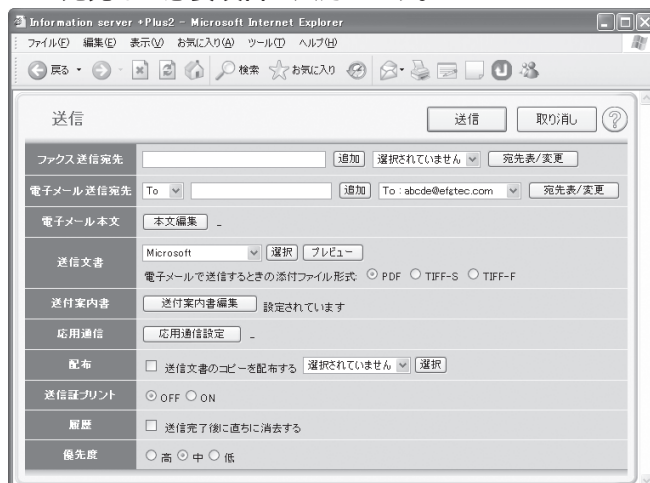 Information server +Plus2 - Microsoft Internet Explorer
ファイル(F) 編集(E) 表示(V) お気に入り(A) ツール(T) ヘルプ(H)
戻る 検索 お気に入り
送信 送信 取り消し ?
ファクス送信宛先 追加 選択されていません 宛先表/変更
電子メール送信宛先 To 追加 To:abcde@efgtec.com 宛先表/変更
電子メール本文 本文編集 -
送信文書 Microsoft 選択 プレビュー
電子メールで送信するときの添付ファイル形式: PDF TIFF-S TIFF-F
送付案内書 送付案内書編集 設定されています
応用通信 応用通信設定 -
配布 送信文書のコピーを配布する 選択されていません 選択
送信証プリント OFF ON
履歴 送信完了後に直ちに消去する
優先度 高 中 低